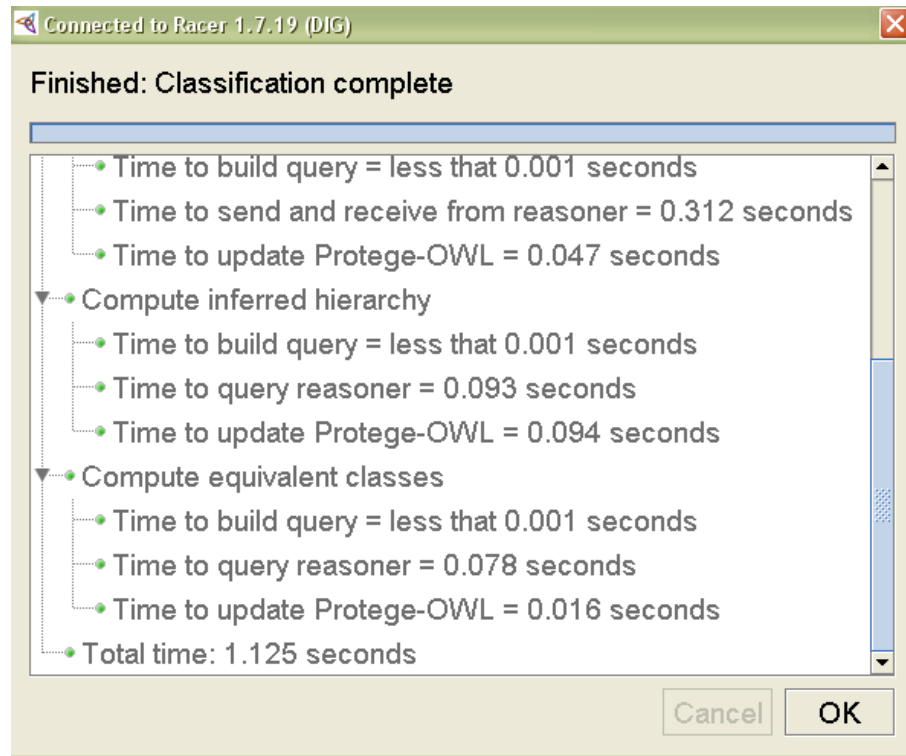 Connected to Racer 1.7.19 (DIG)
Finished: Classification complete
Time to build query = less that 0.001 seconds
Time to send and receive from reasoner = 0.312 seconds
Time to update Protege-OWL = 0.047 seconds
Compute inferred hierarchy
Time to build query = less that 0.001 seconds
Time to query reasoner = 0.093 seconds
Time to update Protege-OWL = 0.094 seconds
Compute equivalent classes
Time to build query = less that 0.001 seconds
Time to query reasoner = 0.078 seconds
Time to update Protege-OWL = 0.016 seconds
Total time: 1.125 seconds
Cancel OK